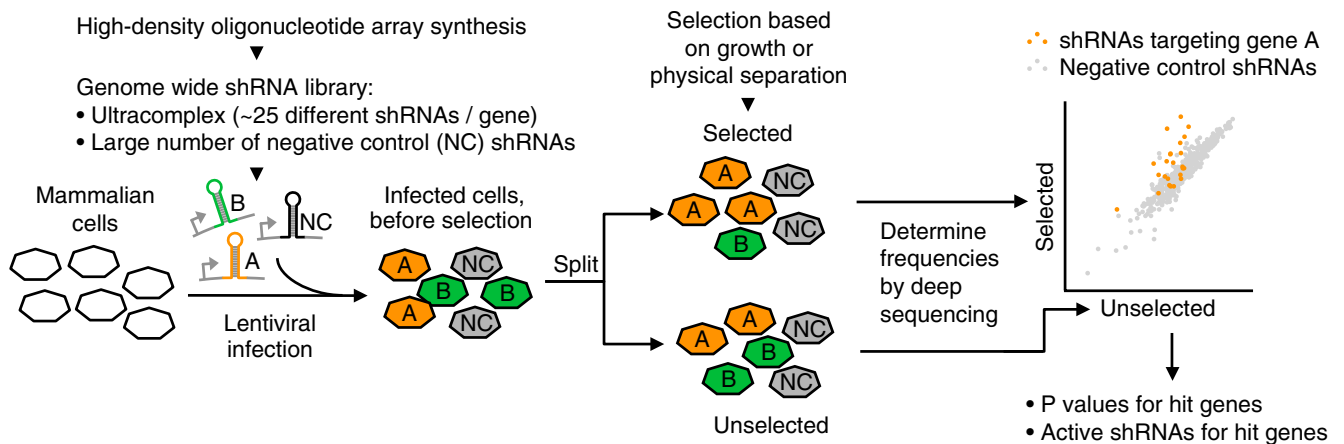 High-density oligonucleotide array synthesis
Genome wide shRNA library:
• Ultracomplex (~25 different shRNAs / gene)
• Large number of negative control (NC) shRNAs
Mammalian
cells
B
NC
A
Lentiviral
infection
Infected cells,
before selection
A
NC
B
B
A
NC
Split
Selection based
on growth or
physical separation
Selected
A
NC
A
A
NC
B
A
A
NC
B
B
NC
Unselected
Determine
frequencies
by deep
sequencing
shRNAs targeting gene A
Negative control shRNAs
Selected
Unselected
• P values for hit genes
• Active shRNAs for hit genes